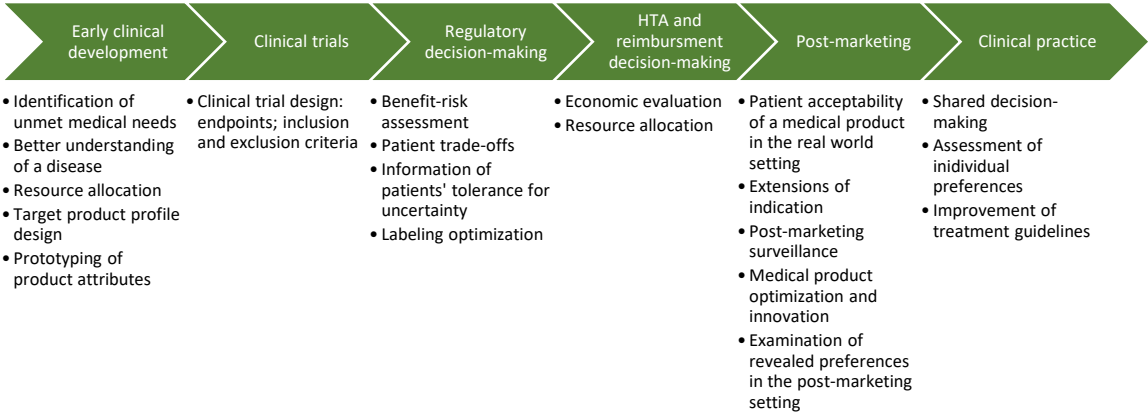 Early clinical
development
Clinical trials
Regulatory
decision-making
HTA and
reimbursment
decision-making
Post-marketing
Clinical practice
• Identification of
unmet medical needs
• Better understanding
of a disease
• Resource allocation
• Target product profile
design
• Prototyping of
product attributes
• Clinical trial design:
endpoints; inclusion
and exclusion criteria
• Benefit-risk
assessment
• Patient trade-offs
• Information of
patients' tolerance for
uncertainty
• Labeling optimization
• Economic evaluation
• Resource allocation
• Patient acceptability
of a medical product
in the real world
setting
• Extensions of
indication
• Post-marketing
surveillance
• Medical product
optimization and
innovation
• Examination of
revealed preferences
in the post-marketing
setting
• Shared decision-
making
• Assessment of
inidividual
preferences
• Improvement of
treatment guidelines